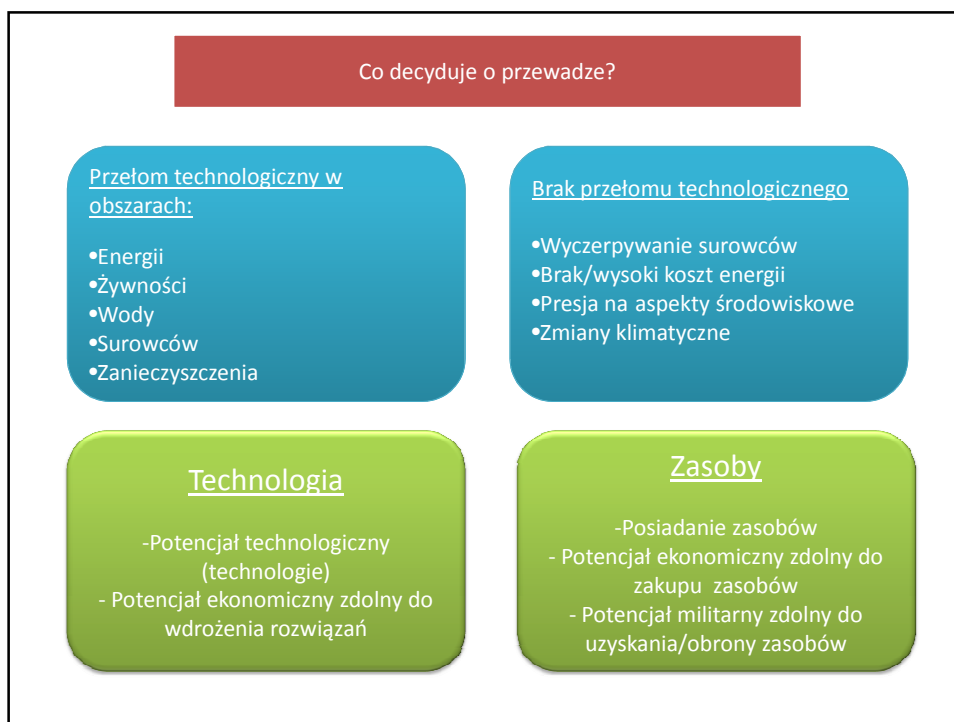 Co decyduje o przewadze?
Przełom technologiczny w
obszarach:
•Energii
•Żywności
•Wody
•Surowców
•Zanieczyszczenia
Brak przełomu technologicznego
•Wyczerpywanie surowców
•Brak/wysoki koszt energii
•Presja na aspekty środowiskowe
•Zmiany klimatyczne
Technologia
-Potencjał technologiczny
(technologie)
- Potencjał ekonomiczny zdolny do
wdrożenia rozwiązań
Zasoby
-Posiadanie zasobów
- Potencjał ekonomiczny zdolny do
zakupu zasobów
- Potencjał militarny zdolny do
uzyskania/obrony zasobów